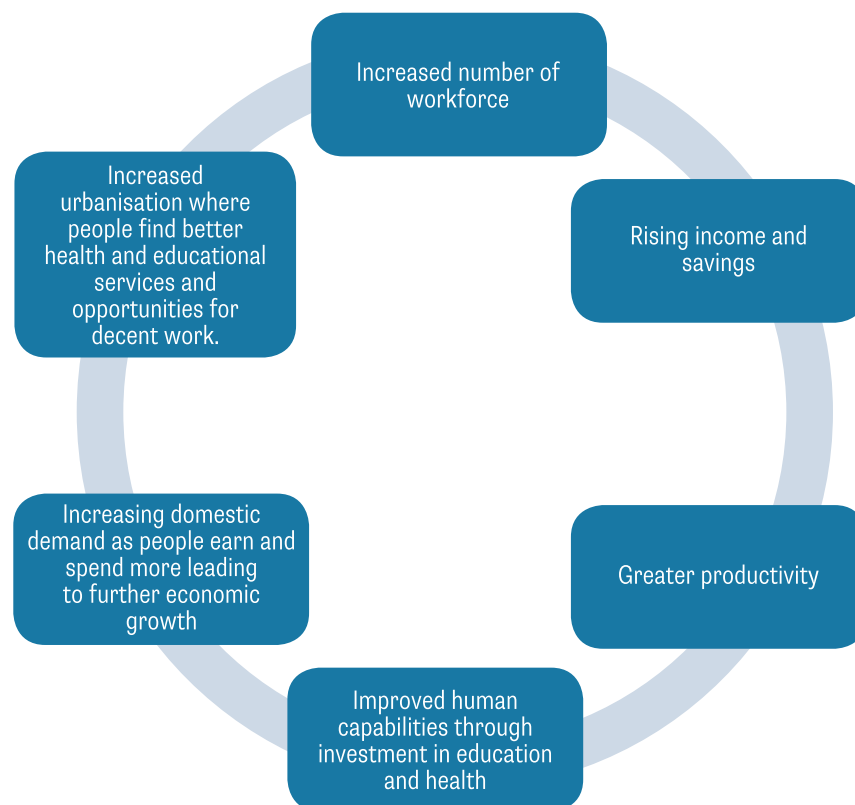 Increased number of
workforce
Rising income and
savings
Greater productivity
Improved human
capabilities through
investment in education
and health
Increasing domestic
demand as people earn and
spend more leading
to further economic
growth
Increased
urbanisation where
people find better
health and educational
services and
opportunities for
decent work.